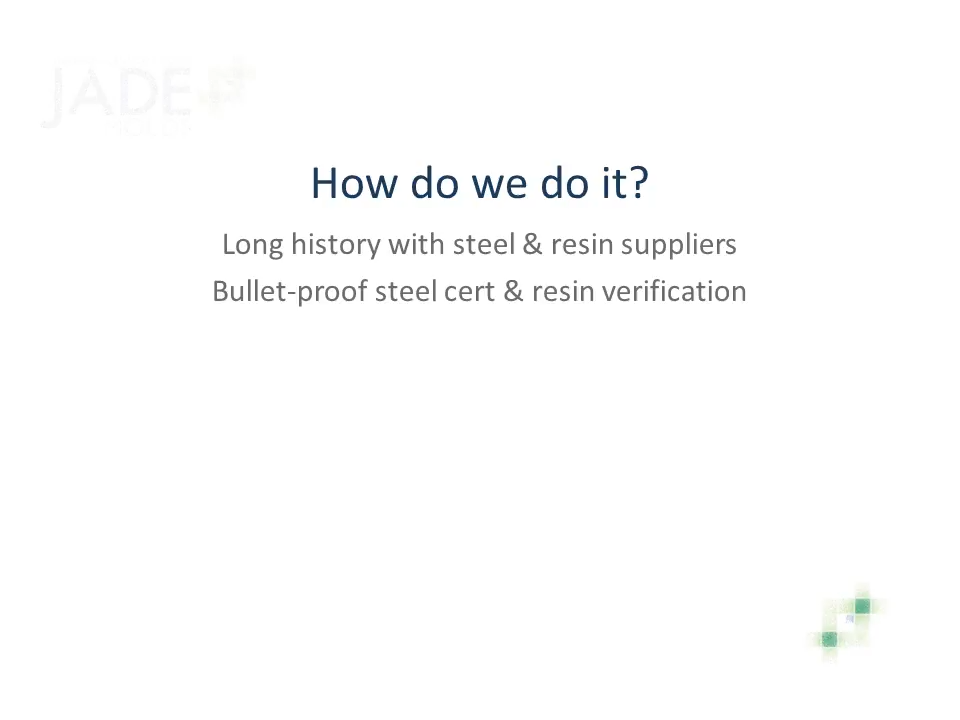 JADE
How do we do it?
Long history with steel & resin suppliers
Bullet-proof steel cert & resin verification